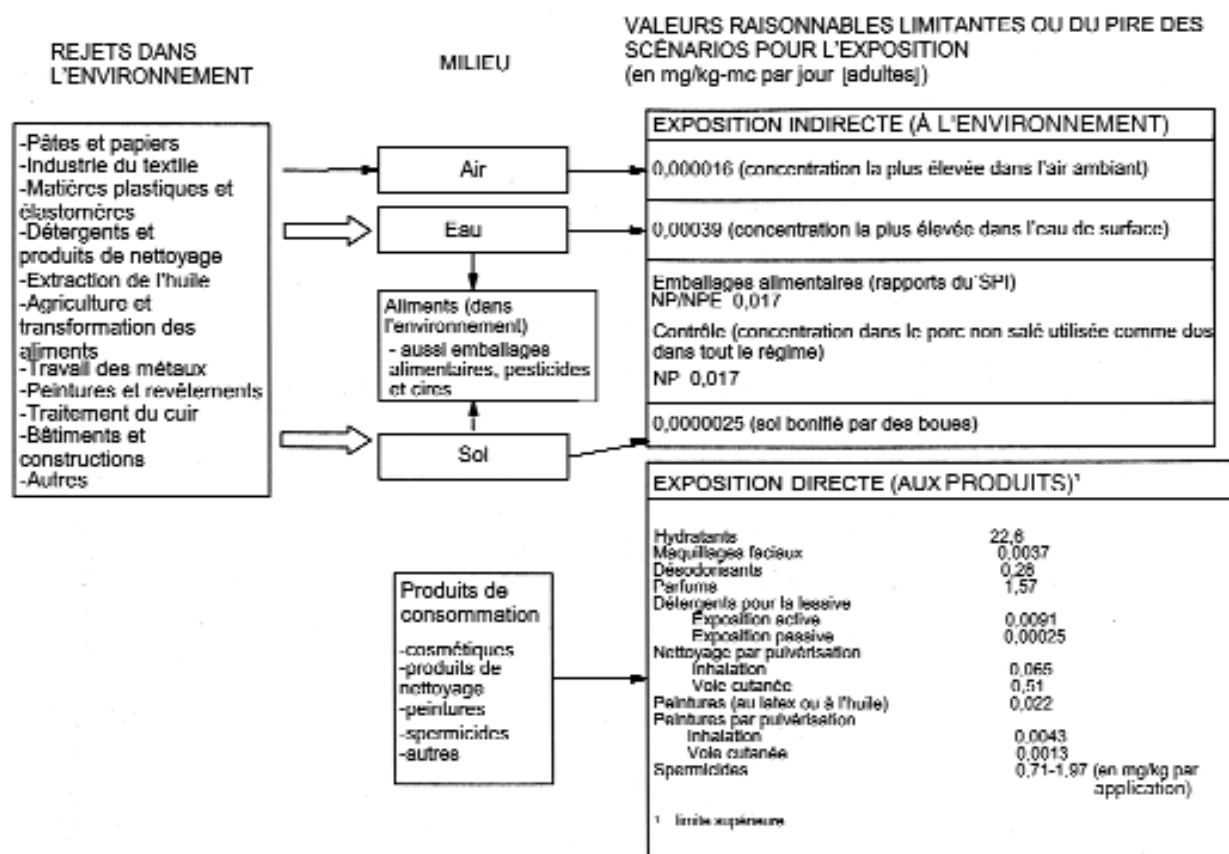 REJETS DANS
L'ENVIRONNEMENT
MILIEU
VALEURS RAISONNABLES LIMITANTES OU DU PIRE DES
SCÉNARIOS POUR L'EXPOSITION
(en mg/kg-mc par jour [adultes])
-Pâtes et papiers
-Industrie du textile
-Matières plastiques et
élastomères
-Détergents et
produits de nettoyage
-Extraction de l'huile
-Agriculture et
transformation des
aliments
-Travail des métaux
-Peintures et revêtements
-Traitement du cuir
-Bâtiments et
constructions
-Autres
Air
Eau
Aliments (dans
l'environnement)
- aussi emballages
alimentaires, pesticides
et cires
Sol
EXPOSITION INDIRECTE (À L'ENVIRONNEMENT)
0,000016 (concentration la plus élevée dans l'air ambiant)
0,00039 (concentration la plus élevée dans l'eau de surface)
Emballages alimentaires (rapports du SPI)
NP/NPE 0,017
Contrôle (concentration dans le porc non salé utilisée comme dos
dans tout le régime)
NP 0,017
0,0000025 (sol bonifié par des boues)
Produits de
consommation
-cosmétiques
-produits de
nettoyage
-peintures
-spermicides
-autres
EXPOSITION DIRECTE (AUX PRODUITS)¹
Hydratants 22,6
Maquillages faciaux 0,0037
Désodorisants 0,28
Parfums 1,57
Détergents pour la lessive
Exposition active 0,0091
Exposition passive 0,00025
Nettoyage par pulvérisation
Inhalation 0,065
Voie cutanée 0,51
Peintures (au latex ou à l'huile) 0,022
Peintures par pulvérisation
Inhalation 0,0043
Voie cutanée 0,0013
Spermicides 0,71-1,97 (en mg/kg par
application)
¹ limite supérieure